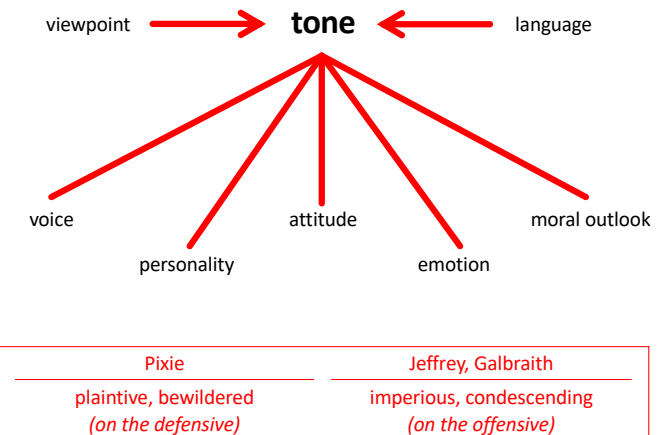 viewpoint tone language
voice attitude moral outlook
personality emotion
Pixie Jeffrey, Galbraith
plaintive, bewildered imperious, condescending
(on the defensive) (on the offensive)